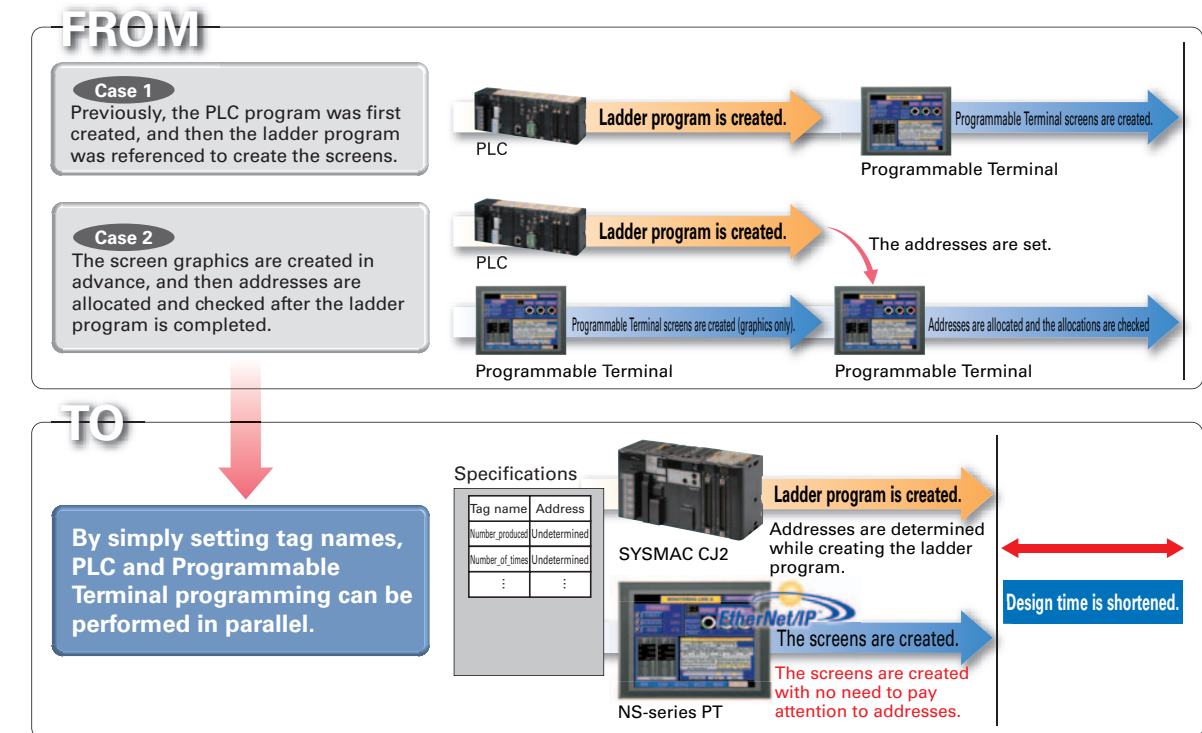 FROM
Case 1
Previously, the PLC program was first
created, and then the ladder program
was referenced to create the screens.
PLC
Ladder program is created.
Programmable Terminal screens are created.
Programmable Terminal
Case 2
The screen graphics are created in
advance, and then addresses are
allocated and checked after the ladder
program is completed.
PLC
Ladder program is created.
The addresses are set.
Programmable Terminal screens are created (graphics only).
Addresses are allocated and the allocations are checked
Programmable Terminal
Programmable Terminal
TO
By simply setting tag names,
PLC and Programmable
Terminal programming can be
performed in parallel.
Specifications
Tag name Address
Number_produced Undetermined
Number_of_times Undetermined
⋮ ⋮
SYSMAC CJ2
Ladder program is created.
Addresses are determined
while creating the ladder
program.
EtherNet/IP™
The screens are created.
The screens are created
with no need to pay
attention to addresses.
NS-series PT
Design time is shortened.